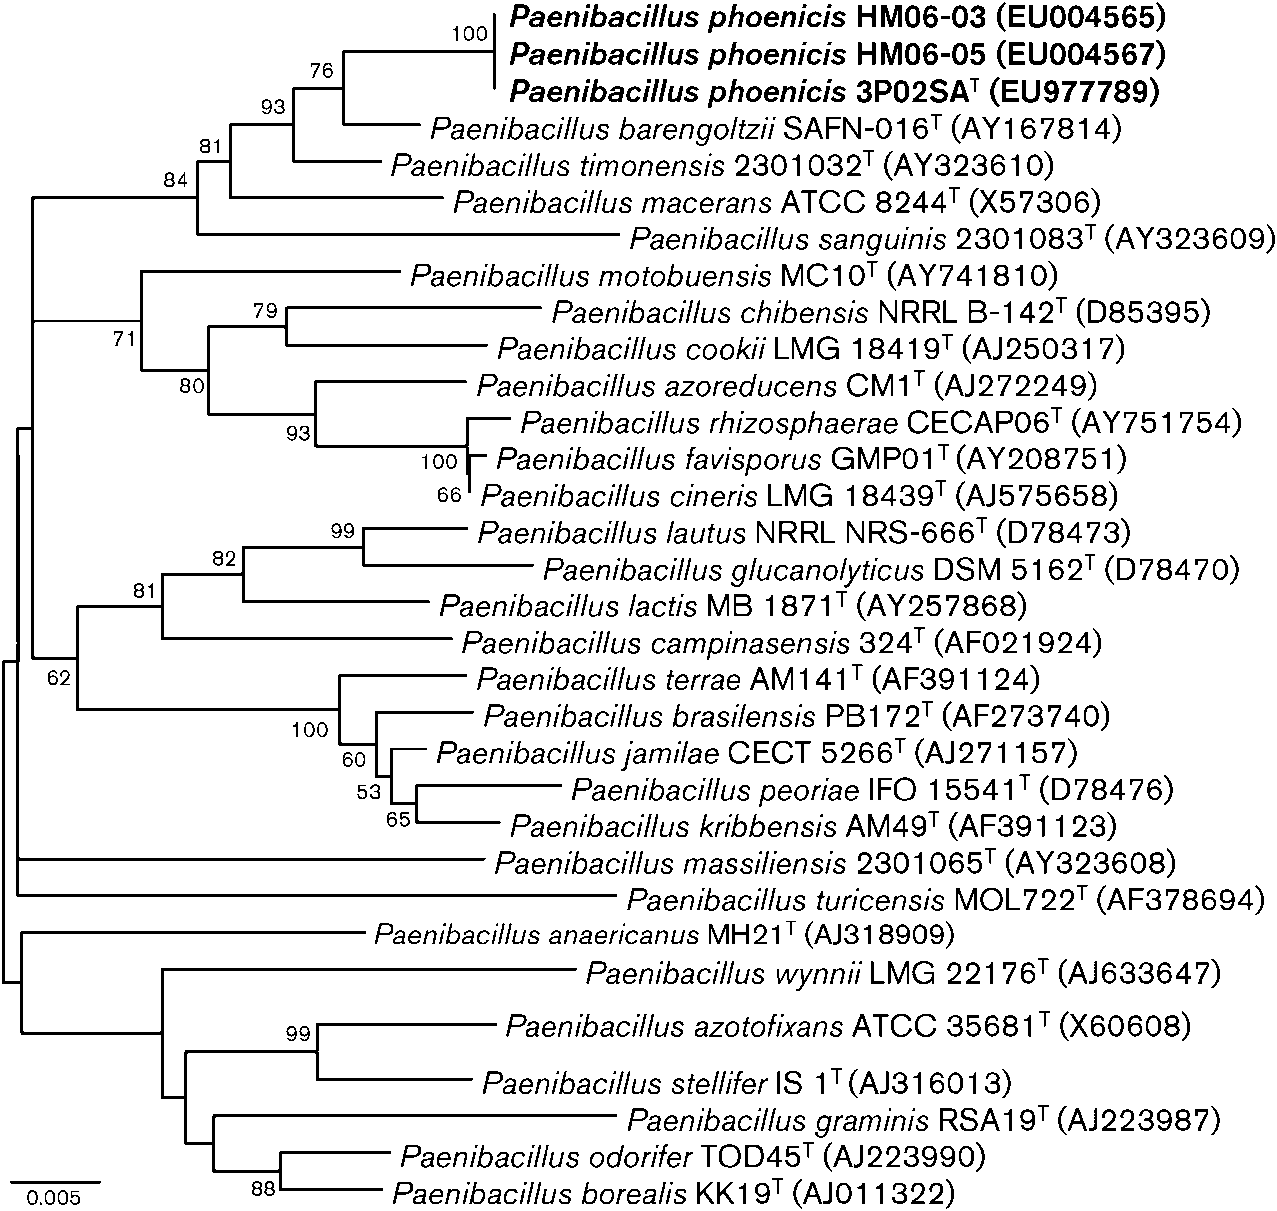 100
Paenibacillus phoenicis HM06-03 (EU004565)
Paenibacillus phoenicis HM06-05 (EU004567)
76
Paenibacillus phoenicis 3P02SAᵀ (EU977789)
93
Paenibacillus barengoltzii SAFN-016ᵀ (AY167814)
81
Paenibacillus timonensis 2301032ᵀ (AY323610)
84
Paenibacillus macerans ATCC 8244ᵀ (X57306)
Paenibacillus sanguinis 2301083ᵀ (AY323609)
Paenibacillus motobuensis MC10ᵀ (AY741810)
79
Paenibacillus chibensis NRRL B-142ᵀ (D85395)
71
Paenibacillus cookii LMG 18419ᵀ (AJ250317)
80
Paenibacillus azoreducens CM1ᵀ (AJ272249)
Paenibacillus rhizosphaerae CECAP06ᵀ (AY751754)
93
100
Paenibacillus favisporus GMP01ᵀ (AY208751)
66
Paenibacillus cineris LMG 18439ᵀ (AJ575658)
99
Paenibacillus lautus NRRL NRS-666ᵀ (D78473)
82
Paenibacillus glucanolyticus DSM 5162ᵀ (D78470)
81
Paenibacillus lactis MB 1871ᵀ (AY257868)
Paenibacillus campinasensis 324ᵀ (AF021924)
62
Paenibacillus terrae AM141ᵀ (AF391124)
Paenibacillus brasilensis PB172ᵀ (AF273740)
100
Paenibacillus jamilae CECT 5266ᵀ (AJ271157)
60
53
Paenibacillus peoriae IFO 15541ᵀ (D78476)
65
Paenibacillus kribbensis AM49ᵀ (AF391123)
Paenibacillus massiliensis 2301065ᵀ (AY323608)
Paenibacillus turicensis MOL722ᵀ (AF378694)
Paenibacillus anaericanus MH21ᵀ (AJ318909)
Paenibacillus wynnii LMG 22176ᵀ (AJ633647)
99
Paenibacillus azotofixans ATCC 35681ᵀ (X60608)
Paenibacillus stellifer IS 1ᵀ (AJ316013)
Paenibacillus graminis RSA19ᵀ (AJ223987)
Paenibacillus odorifer TOD45ᵀ (AJ223990)
88
Paenibacillus borealis KK19ᵀ (AJ011322)
0.005